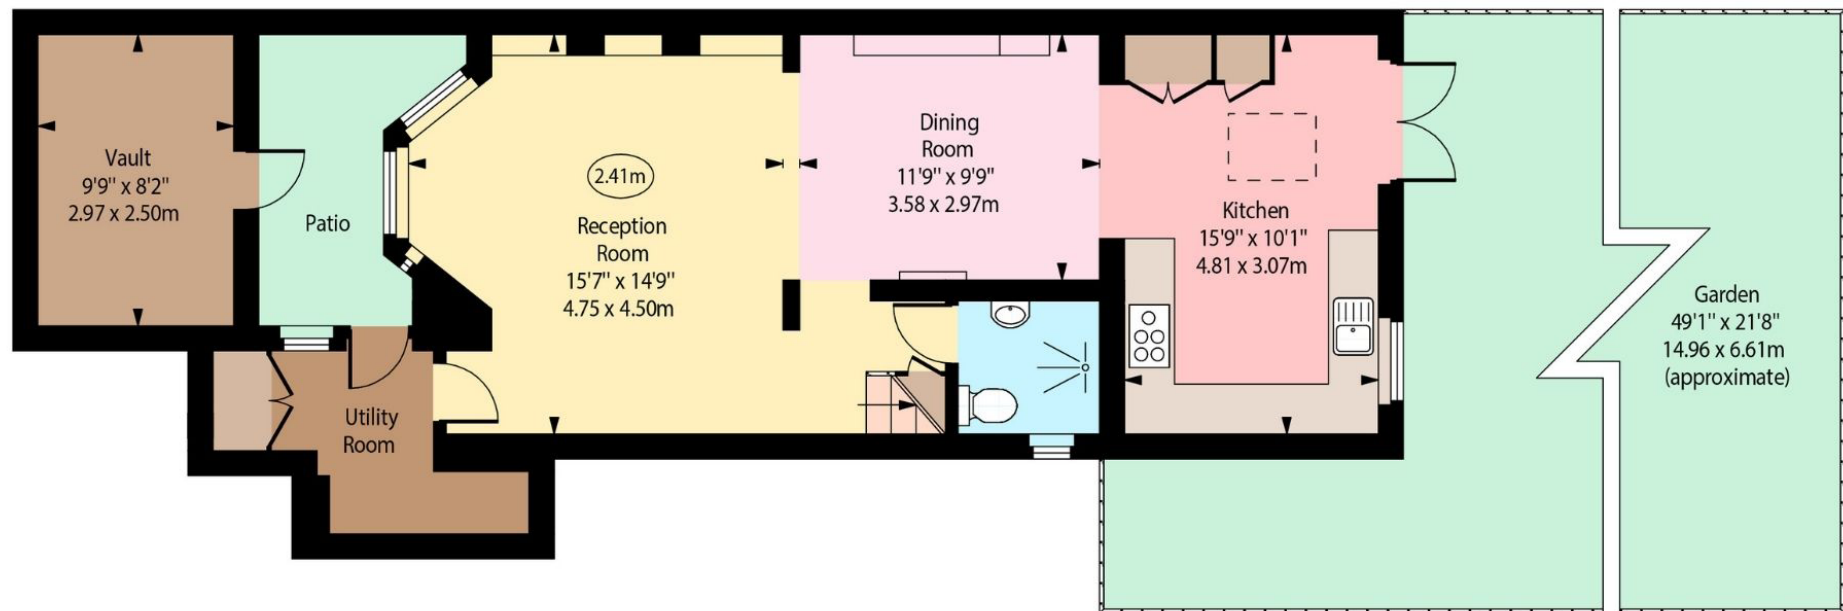 Vault
9'9" x 8'2"
2.97 x 2.50m
Patio
Utility
Room
2.41m
Reception
Room
15'7" x 14'9"
4.75 x 4.50m
Dining
Room
11'9" x 9'9"
3.58 x 2.97m
Kitchen
15'9" x 10'1"
4.81 x 3.07m
Garden
49'1" x 21'8"
14.96 x 6.61m
(approximate)